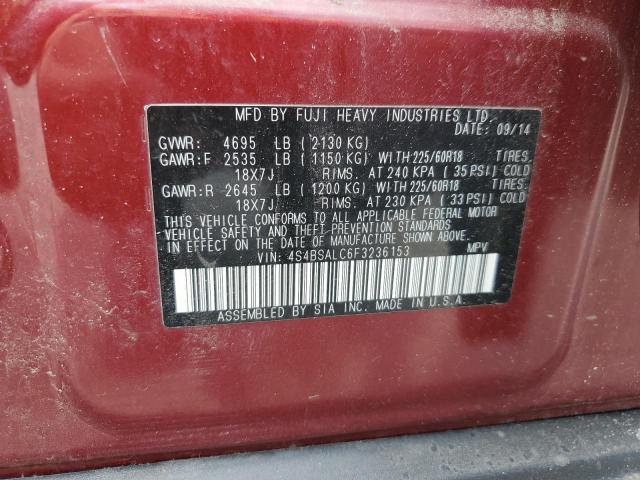 MFD BY FUJI HEAVY INDUSTRIES LTD.
DATE: 09/14
GVWR: 4695 LB ( 2130 KG)
GAWR:F 2535 LB ( 1150 KG) WITH 225/60R18 TIRES.
18X7J RIMS. AT 240 KPA ( 35 PSI) COLD
GAWR:R 2645 LB ( 1200 KG) WITH 225/60R18 TIRES.
18X7J RIMS. AT 230 KPA ( 33 PSI) COLD
THIS VEHICLE CONFORMS TO ALL APPLICABLE FEDERAL MOTOR
VEHICLE SAFETY AND THEFT PREVENTION STANDARDS
IN EFFECT ON THE DATE OF MANUFACTURE SHOWN ABOVE.
VIN: 4S4BSALC6F3236153 MPV
ASSEMBLED BY SIA INC. MADE IN U.S.A.